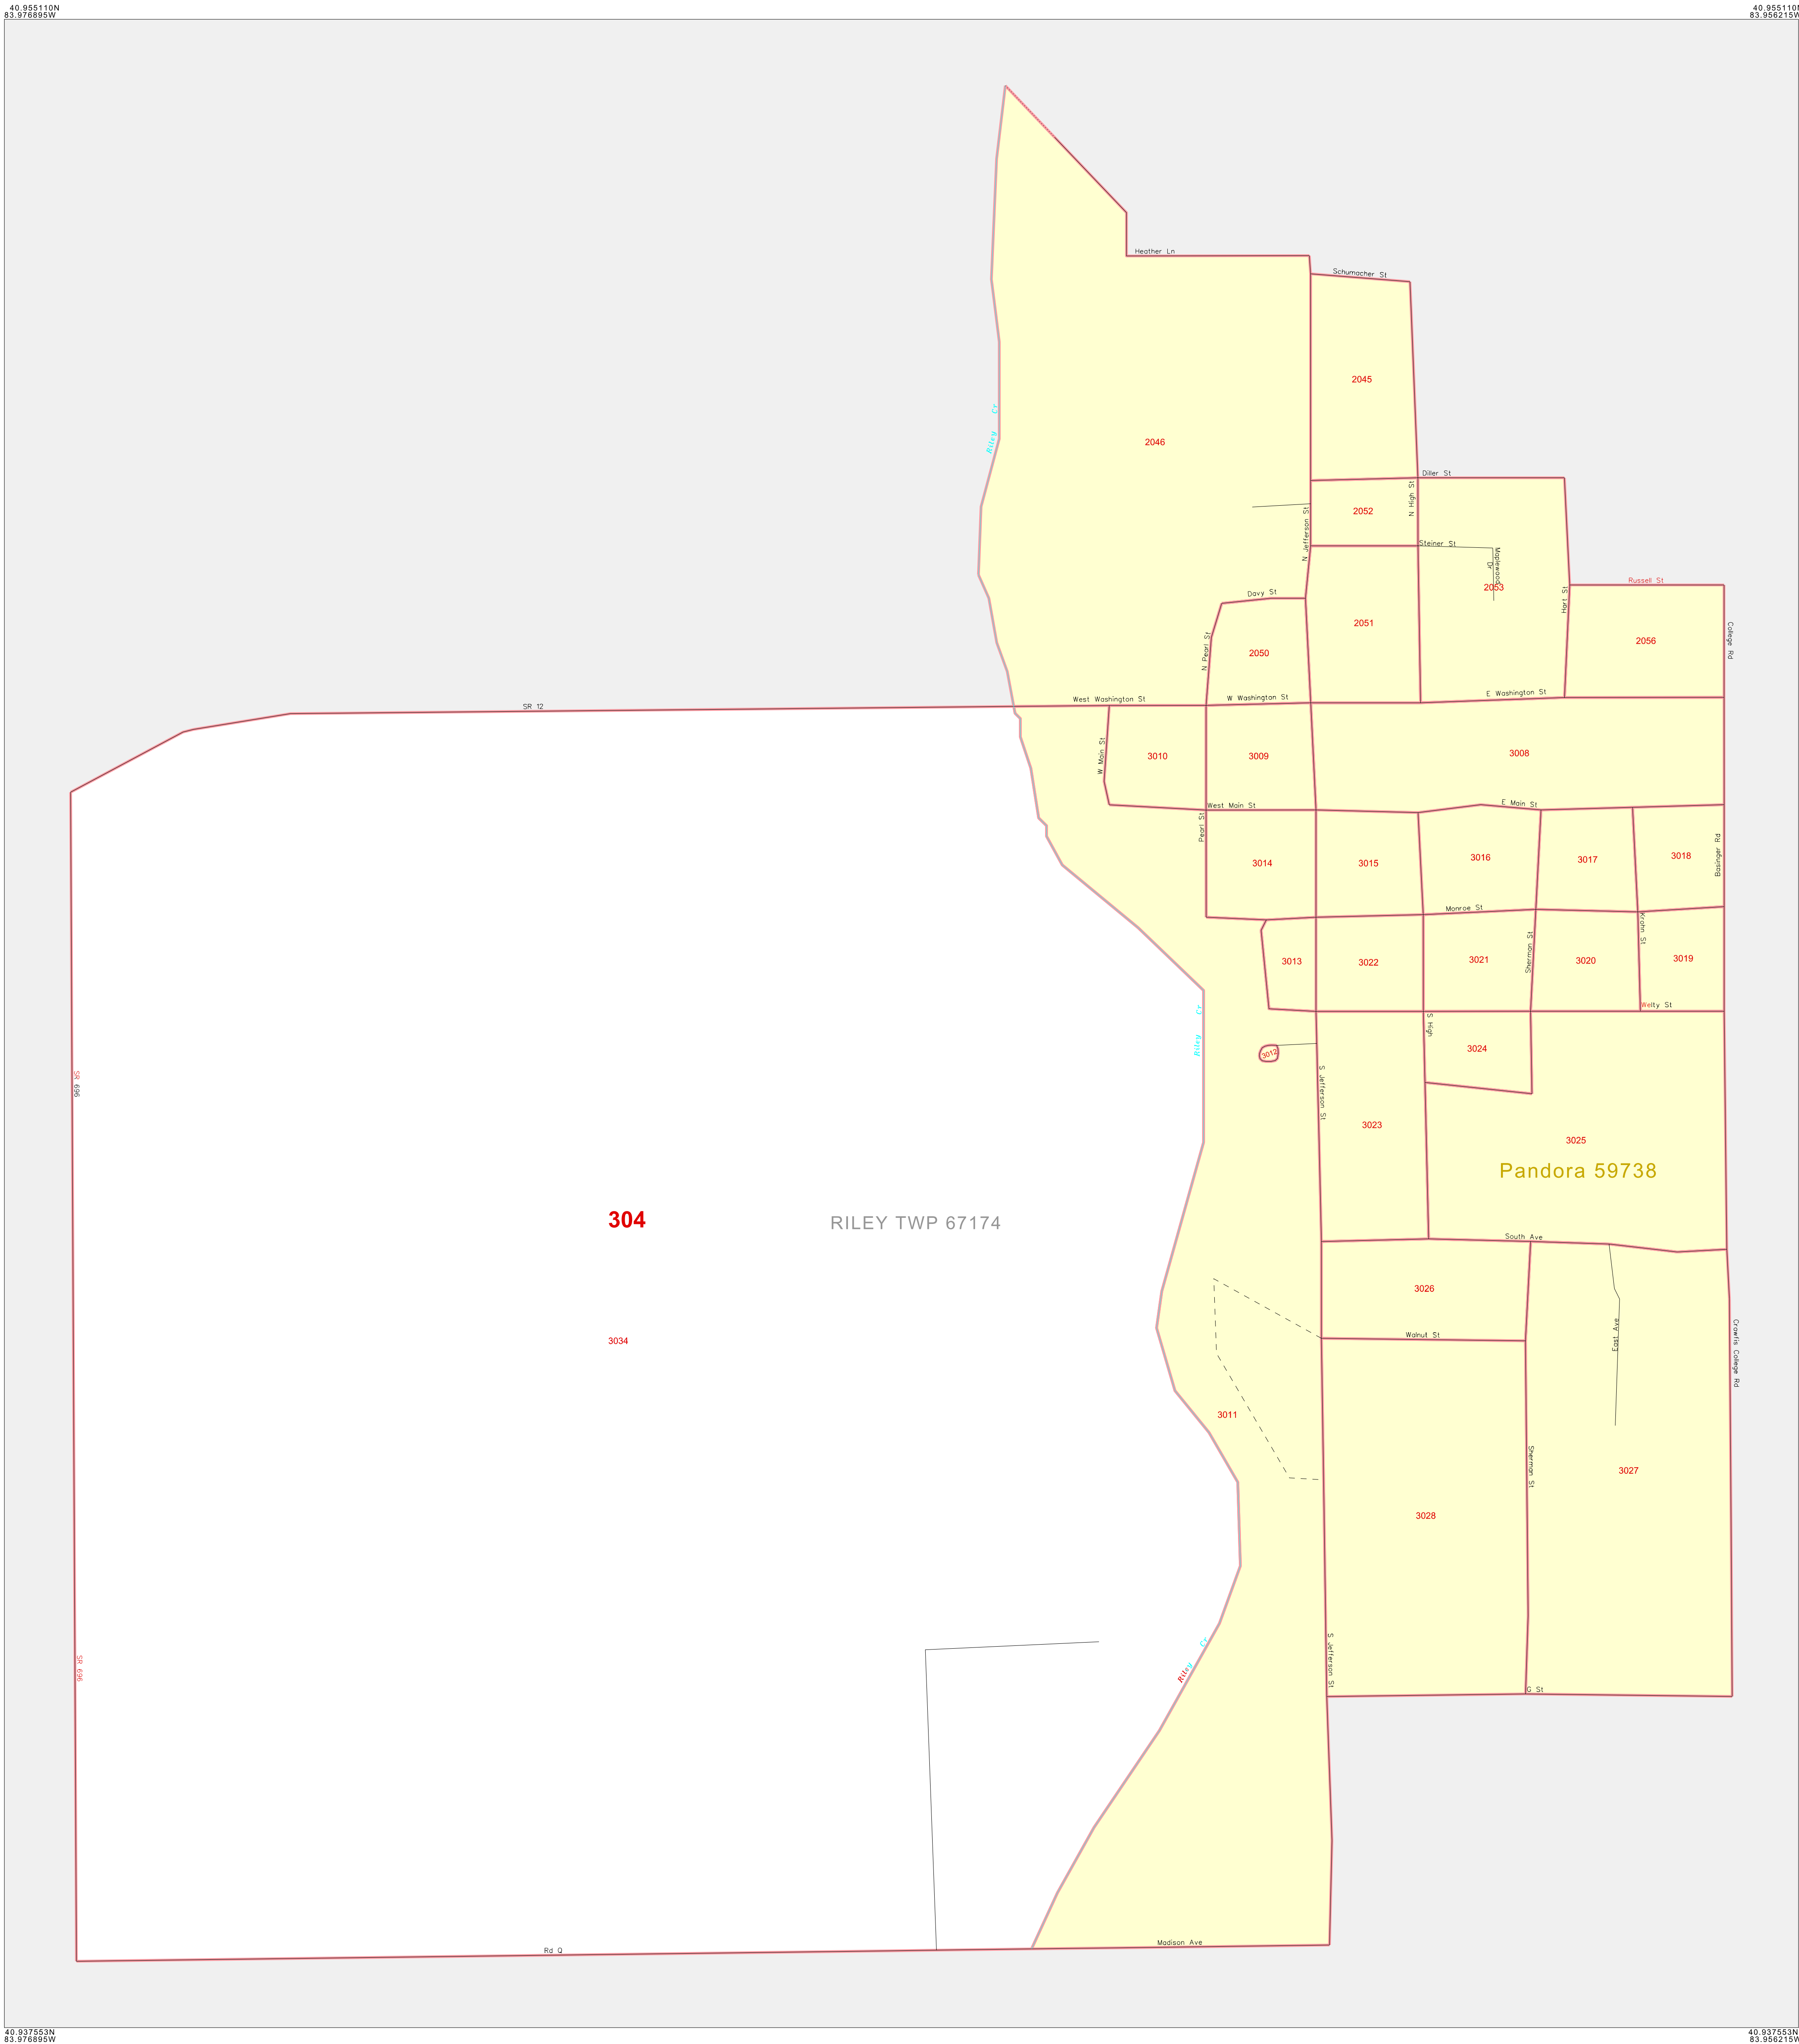 40.955110N
83.976895W
40.955110N
83.956215W
Heather Ln
Schumacher St
2045
Riley Cr
2046
Diller St
N High St
2052
N Jefferson St
Steiner St
Maplewood
Dr
2053
Russell St
Hart St
Davy St
2051
College Rd
N Pearl St
2050
2056
E Washington St
West Washington St
W Washington St
SR 12
W Main St
3010
3009
3008
West Main St
E Main St
Pearl St
3014
3015
3016
3017
3018
Basinger Rd
Monroe St
Krohn St
Sherman St
3013
3022
3021
3020
3019
Welty St
Riley Cr
S High
3012
3024
SR 696
S Jefferson St
3023
3025
Pandora 59738
304
RILEY TWP 67174
South Ave
3026
3034
Walnut St
East Ave
Crawfis College Rd
3011
Sherman St
3027
3028
SR 696
Riley Cr
S Jefferson St
G St
Rd Q
Madison Ave
40.937553N
83.976895W
40.937553N
83.956215W